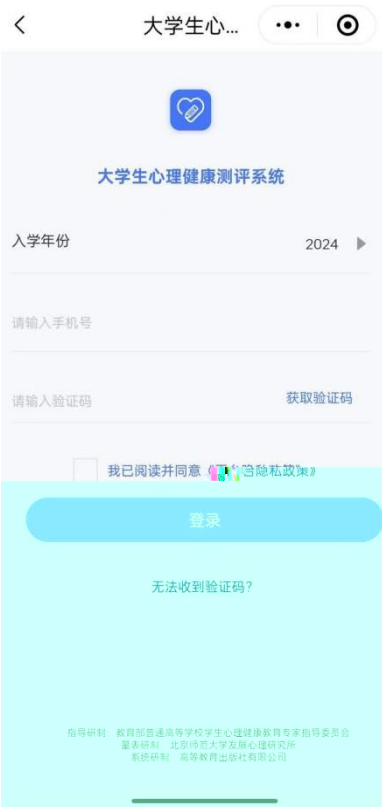 大学生心...
大学生心理健康测评系统
入学年份
2024
请输入手机号
请输入验证码
获取验证码
我已阅读并同意《 隐私政策》
登录
无法收到验证码?
指导研制: 教育部普通高等学校学生心理健康教育专家指导委员会
量表研制: 北京师范大学发展心理研究所
系统研制: 高等教育出版社有限公司